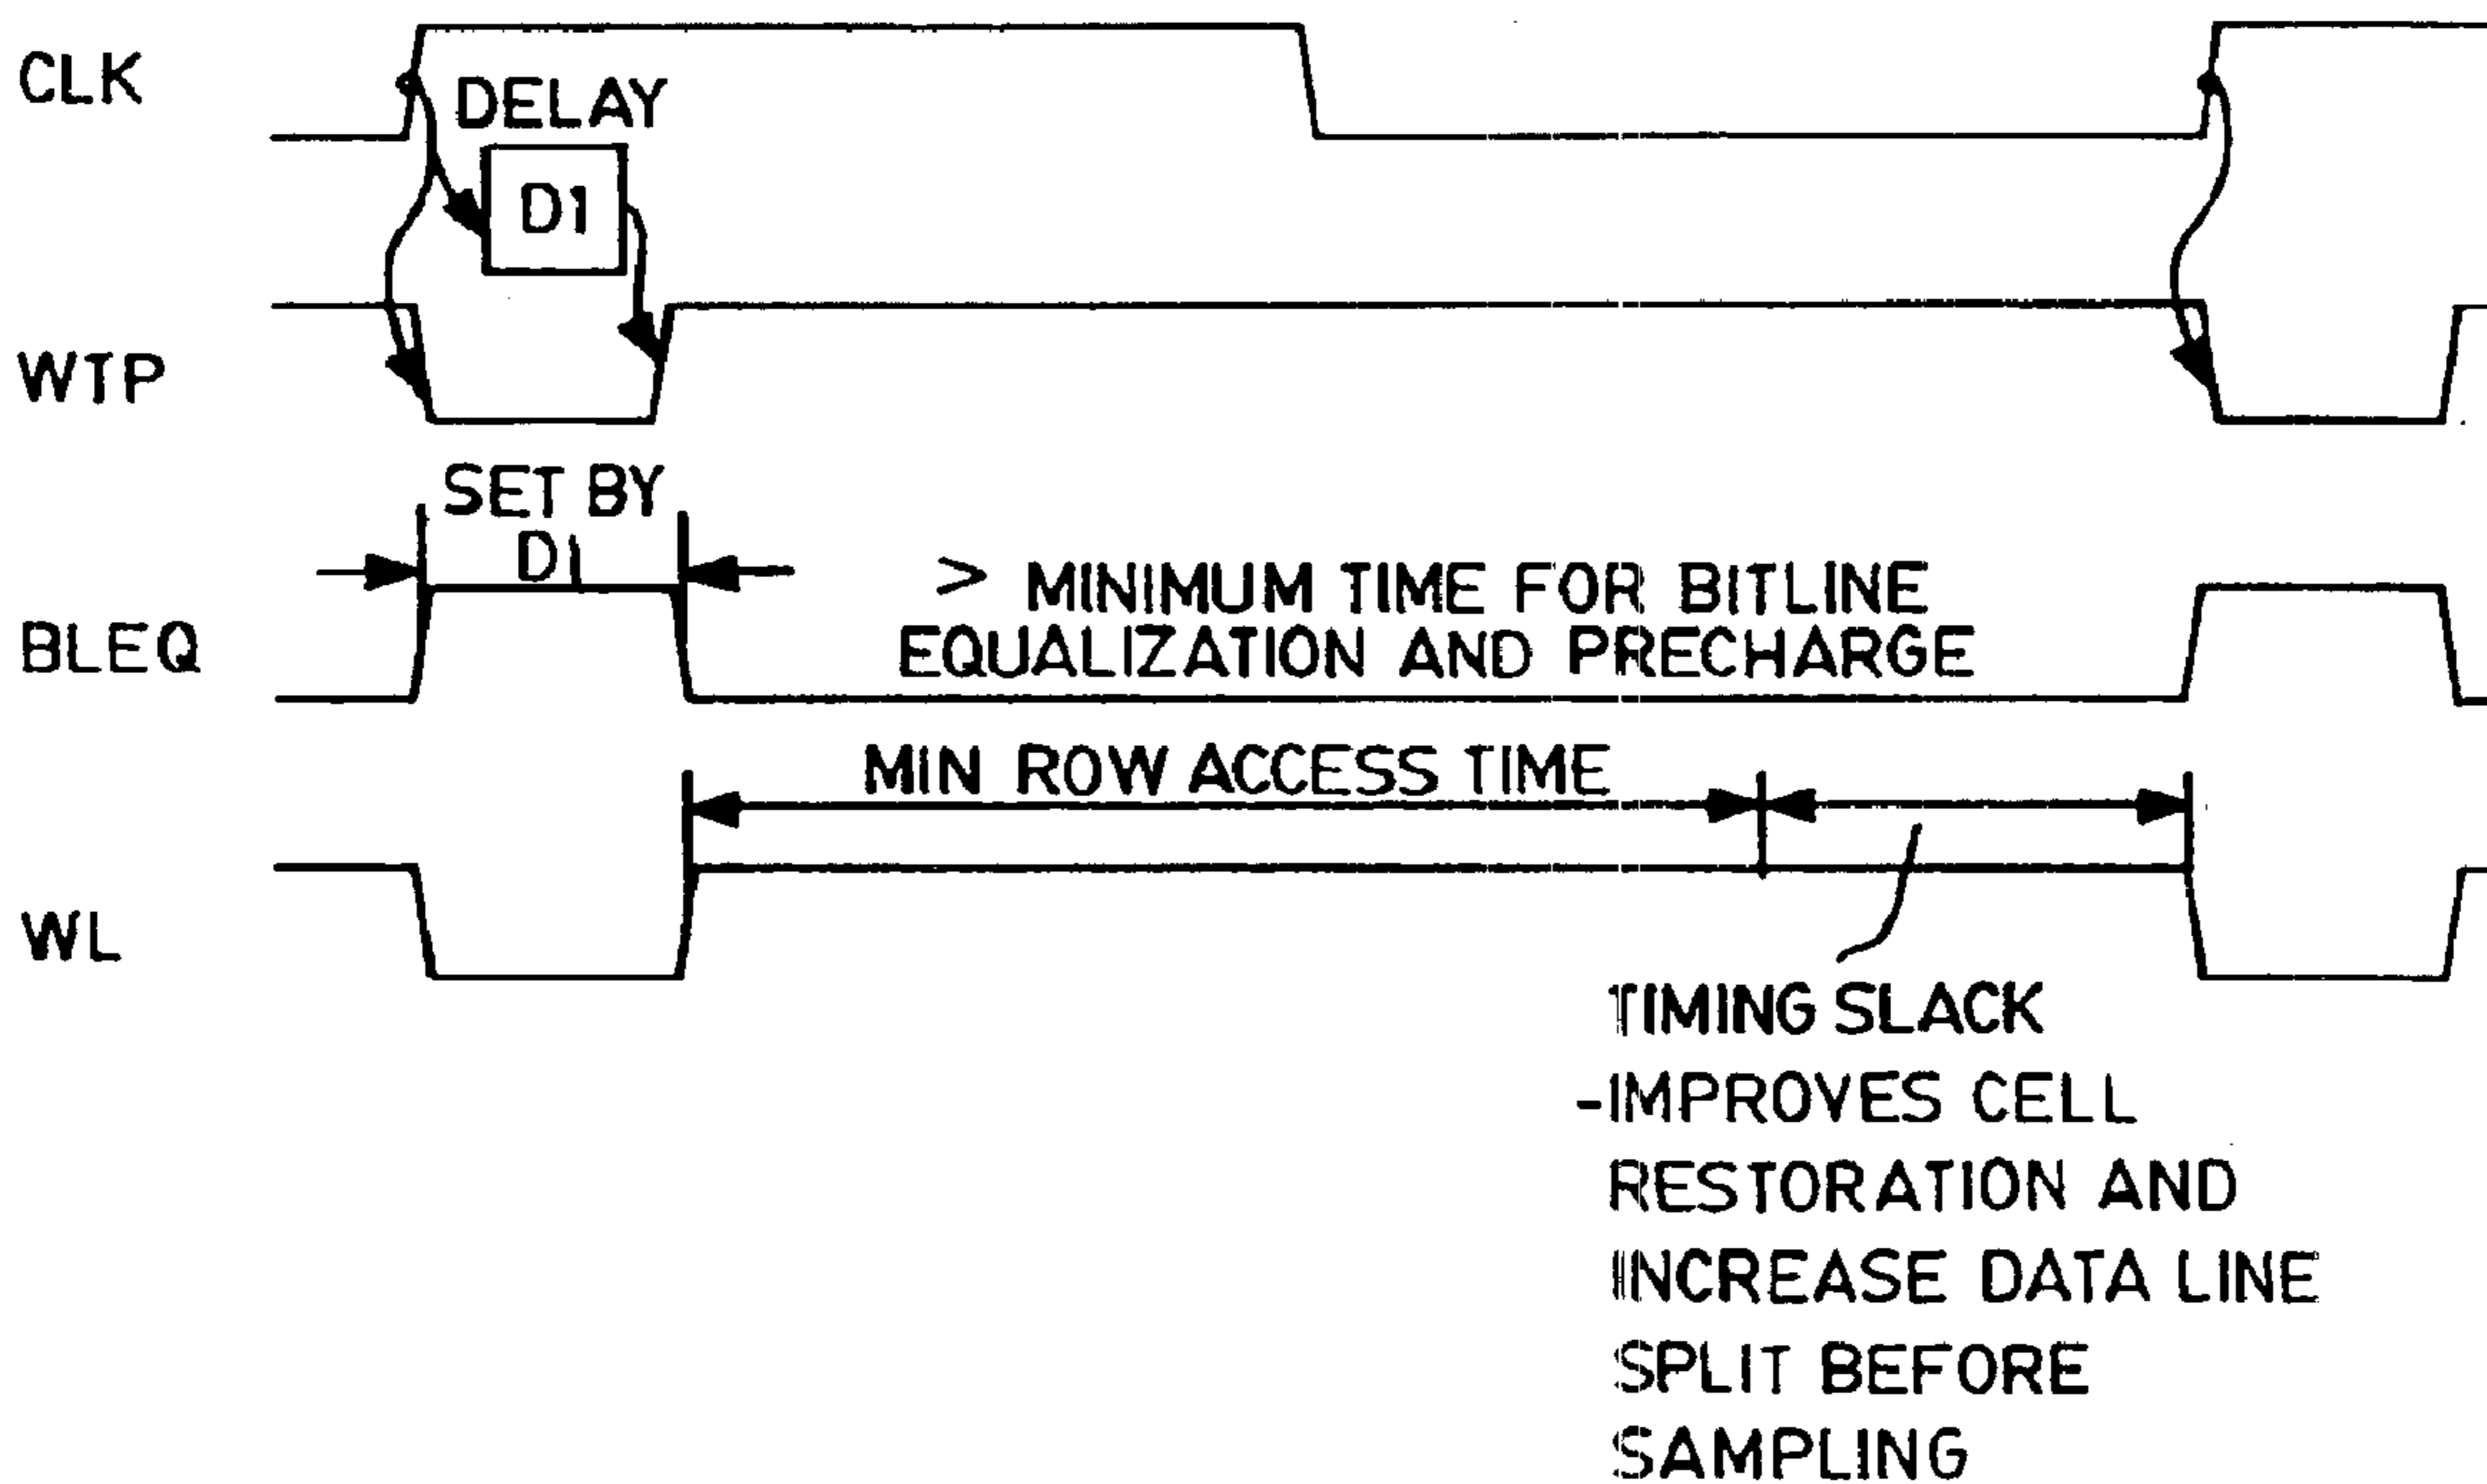 CLK
DELAY
D1
WTP
SET BY
D1
BLEQ
> MINIMUM TIME FOR BITLINE
EQUALIZATION AND PRECHARGE
MIN ROW ACCESS TIME
WL
TIMING SLACK
-IMPROVES CELL
RESTORATION AND
INCREASE DATA LINE
SPLIT BEFORE
SAMPLING